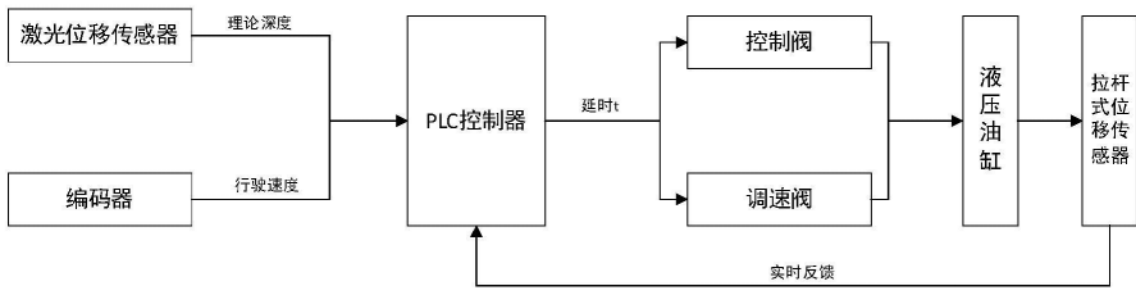 激光位移传感器
理论深度
编码器
行驶速度
PLC控制器
延时t
控制阀
调速阀
液压油缸
拉杆式位移传感器
实时反馈